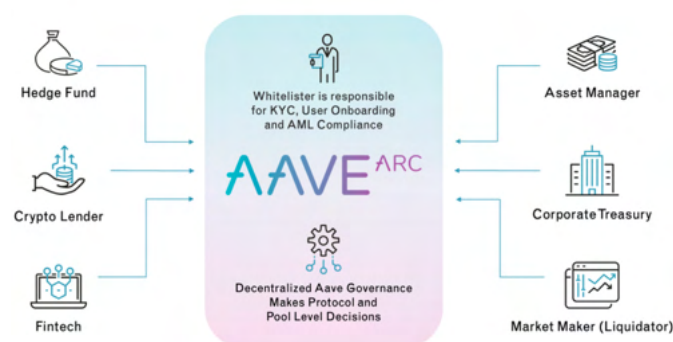 Hedge Fund
Crypto Lender
Fintech
Whitelister is responsible
for KYC, User Onboarding
and AML Compliance
AAVE ARC
Decentralized Aave Governance
Makes Protocol and
Pool Level Decisions
Asset Manager
Corporate Treasury
Market Maker (Liquidator)